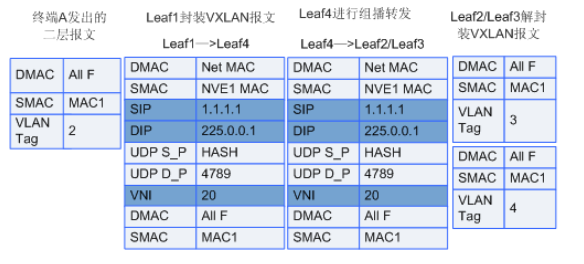 终端A发出的
二层报文
DMAC All F
SMAC MAC1
VLAN Tag 2
Leaf1封装VXLAN报文
Leaf1—>Leaf4
DMAC Net MAC
SMAC NVE1 MAC
SIP 1.1.1.1
DIP 225.0.0.1
UDP S_P HASH
UDP D_P 4789
VNI 20
DMAC All F
SMAC MAC1
Leaf4进行组播转发
Leaf4—>Leaf2/Leaf3
DMAC Net MAC
SMAC NVE1 MAC
SIP 1.1.1.1
DIP 225.0.0.1
UDP S_P HASH
UDP D_P 4789
VNI 20
DMAC All F
SMAC MAC1
Leaf2/Leaf3解封
装VXLAN报文
DMAC All F
SMAC MAC1
VLAN Tag 3
DMAC All F
SMAC MAC1
VLAN Tag 4